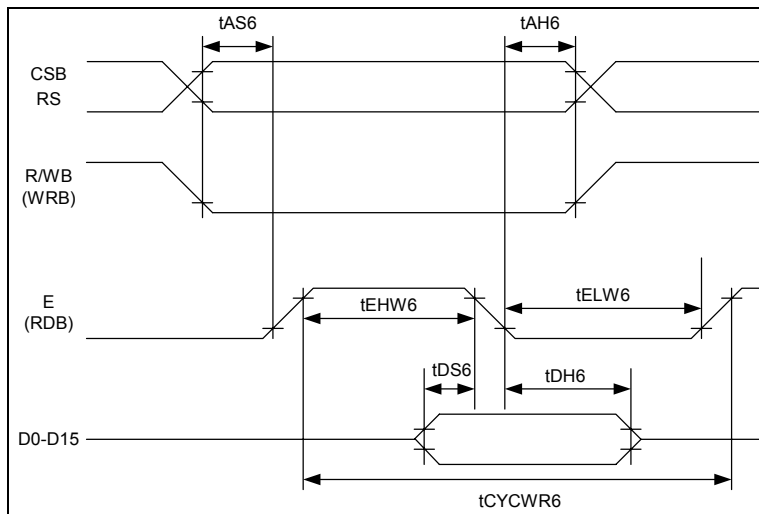 tAS6
tAH6
CSB
RS
R/WB
(WRB)
E
(RDB)
tEHW6
tELW6
tDS6
tDH6
D0-D15
tCYCWR6